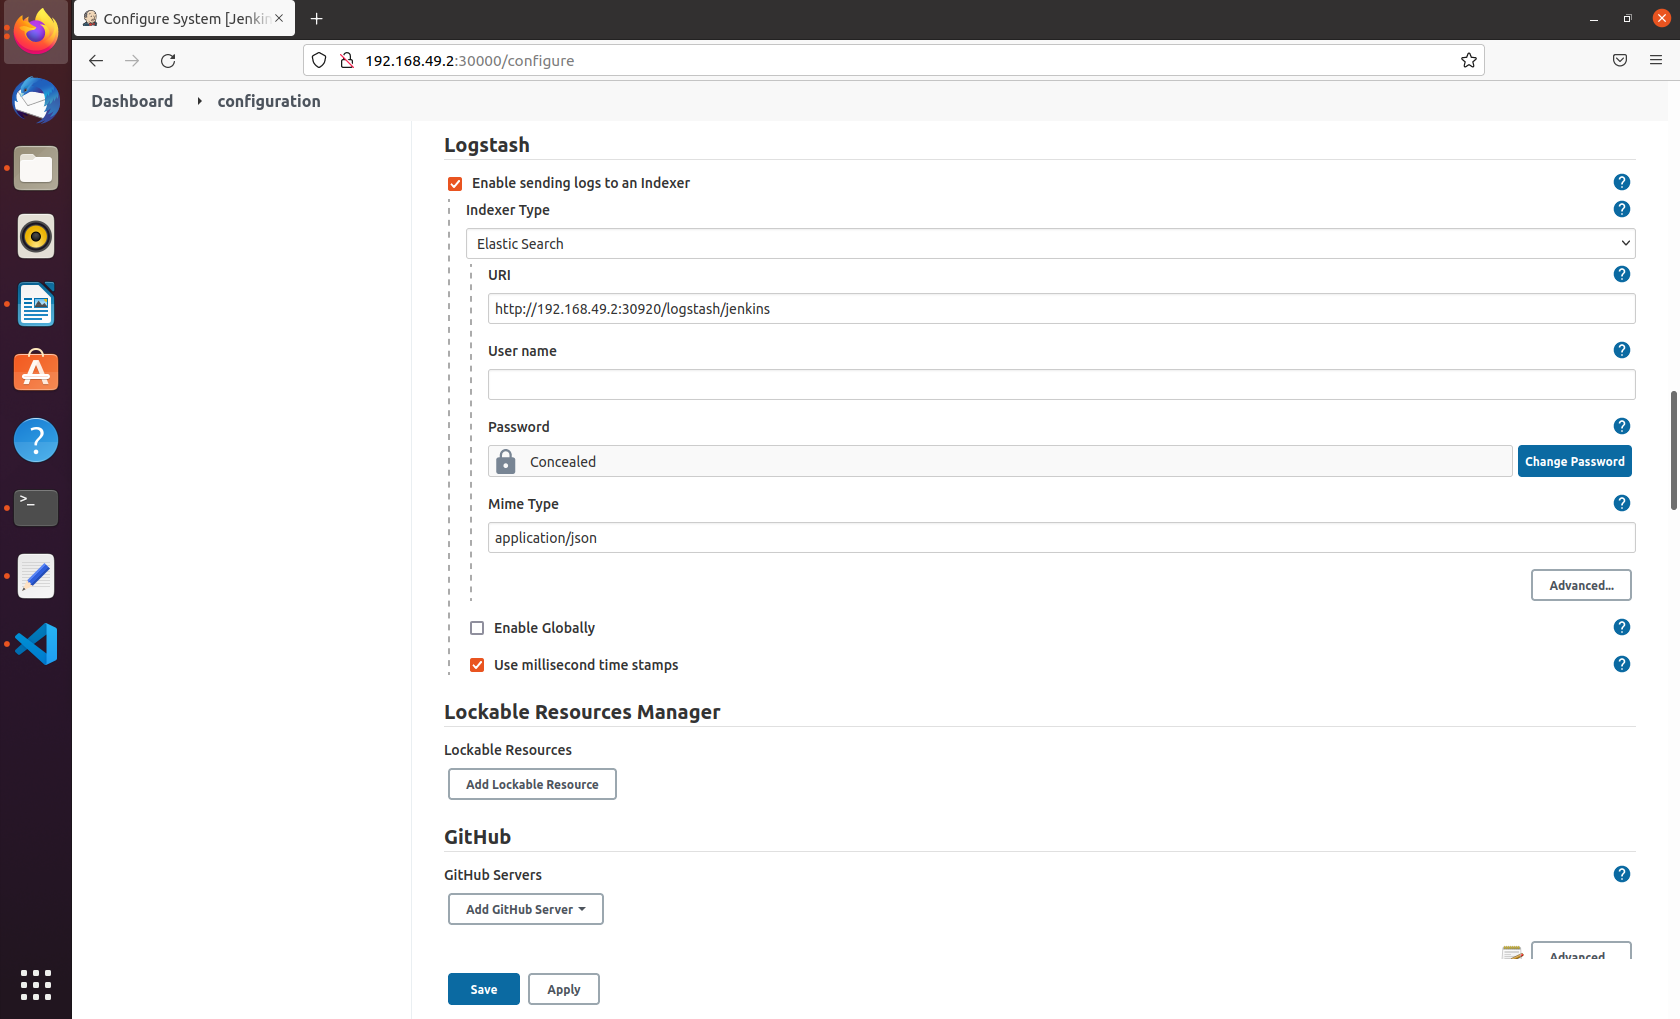 Configure System [Jenkin
192.168.49.2:30000/configure
Dashboard configuration
Logstash
Enable sending logs to an Indexer
Indexer Type
Elastic Search
URI
http://192.168.49.2:30920/logstash/jenkins
User name
Password
Concealed
Change Password
Mime Type
application/json
Advanced...
Enable Globally
Use millisecond time stamps
Lockable Resources Manager
Lockable Resources
Add Lockable Resource
GitHub
GitHub Servers
Add GitHub Server
Advanced
Save Apply